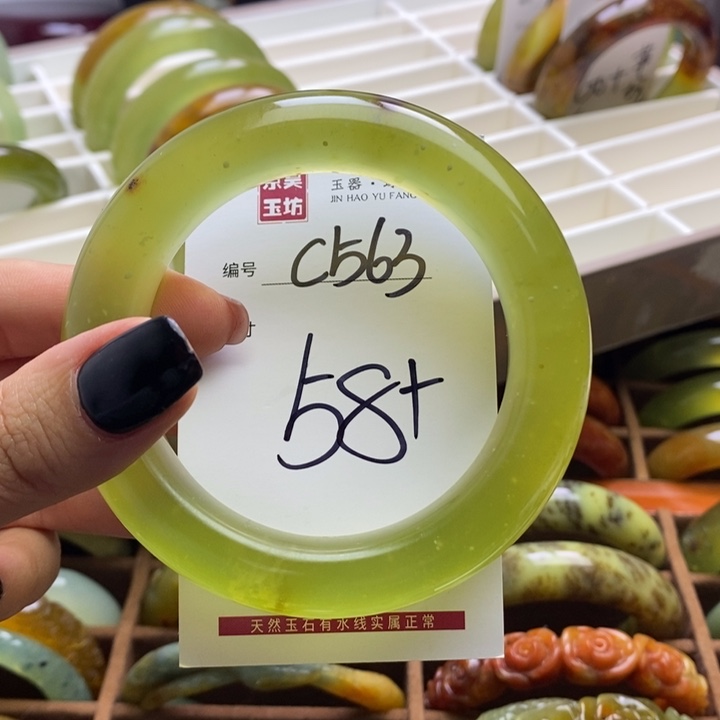 玉坊
玉器·
JIN HAO YU FANG
编号 C563
58+
天然玉石有水线实属正常